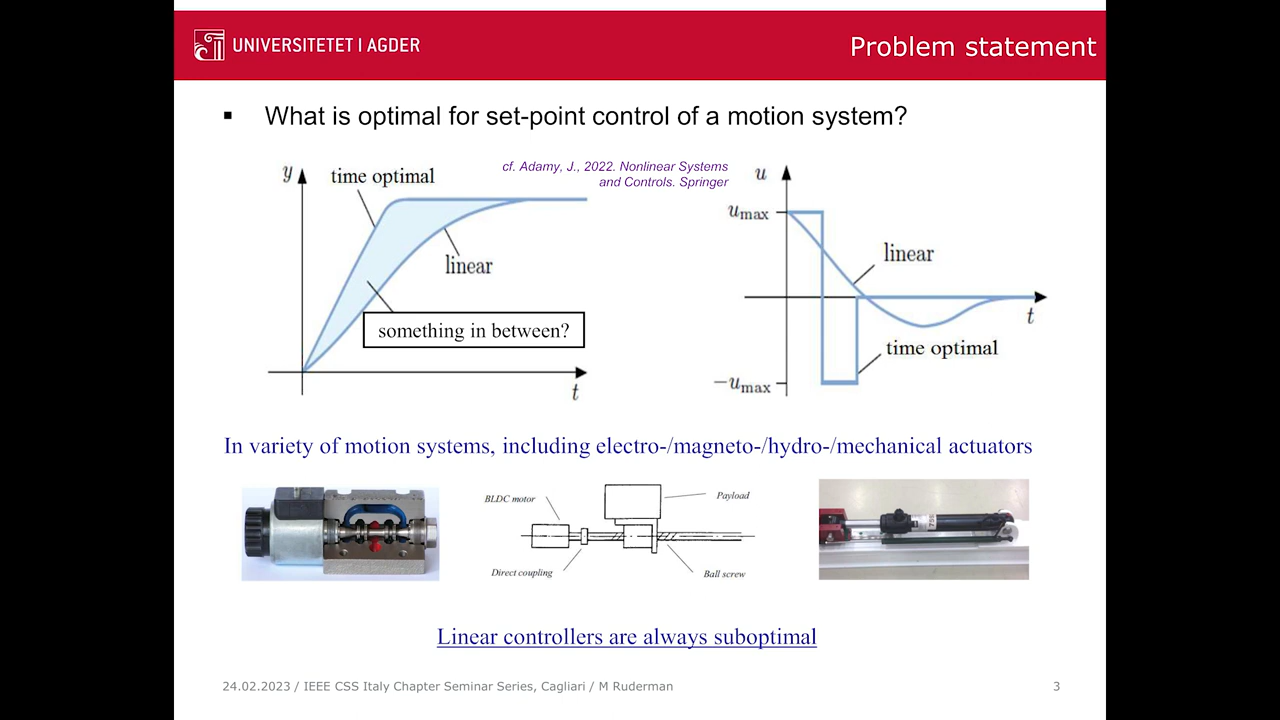 UNIVERSITETET I AGDER
Problem statement
▪ What is optimal for set-point control of a motion system?
y
time optimal
cf. Adamy, J., 2022. Nonlinear Systems
and Controls. Springer
linear
something in between?
t
u
umax
linear
t
time optimal
−umax
In variety of motion systems, including electro-/magneto-/hydro-/mechanical actuators
BLDC motor
Payload
Direct coupling
Ball screw
Linear controllers are always suboptimal
24.02.2023 / IEEE CSS Italy Chapter Seminar Series, Cagliari / M Ruderman
3